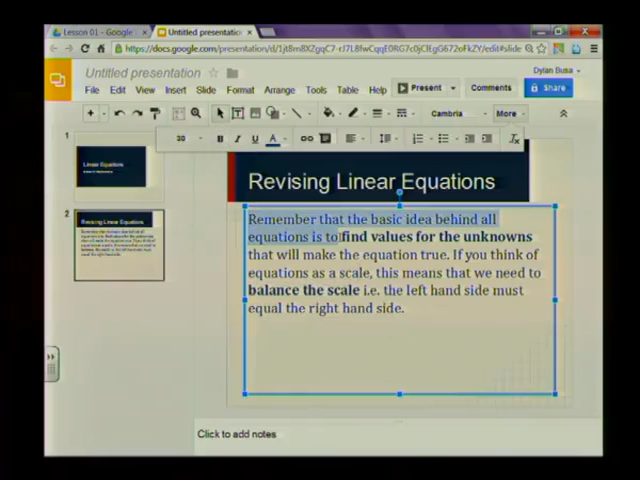 Lesson 01 - Google
Untitled presentation
https://docs.google.com/presentation/d/1jt8m8XZgqC7-rJ7L8fwCqqE0RG7c0jClEgG672oFkZY/edit#slide
Dylan Busa
Untitled presentation
File Edit View Insert Slide Format Arrange Tools Table Help
Present
Comments
Share
Cambria
More
30
B I U A
1
Linear Equations
2
Revising Linear Equations
Revising Linear Equations
Remember that the basic idea behind all
equations is to find values for the unknowns
that will make the equation true. If you think of
equations as a scale, this means that we need to
balance the scale i.e. the left hand side must
equal the right hand side.
Click to add notes